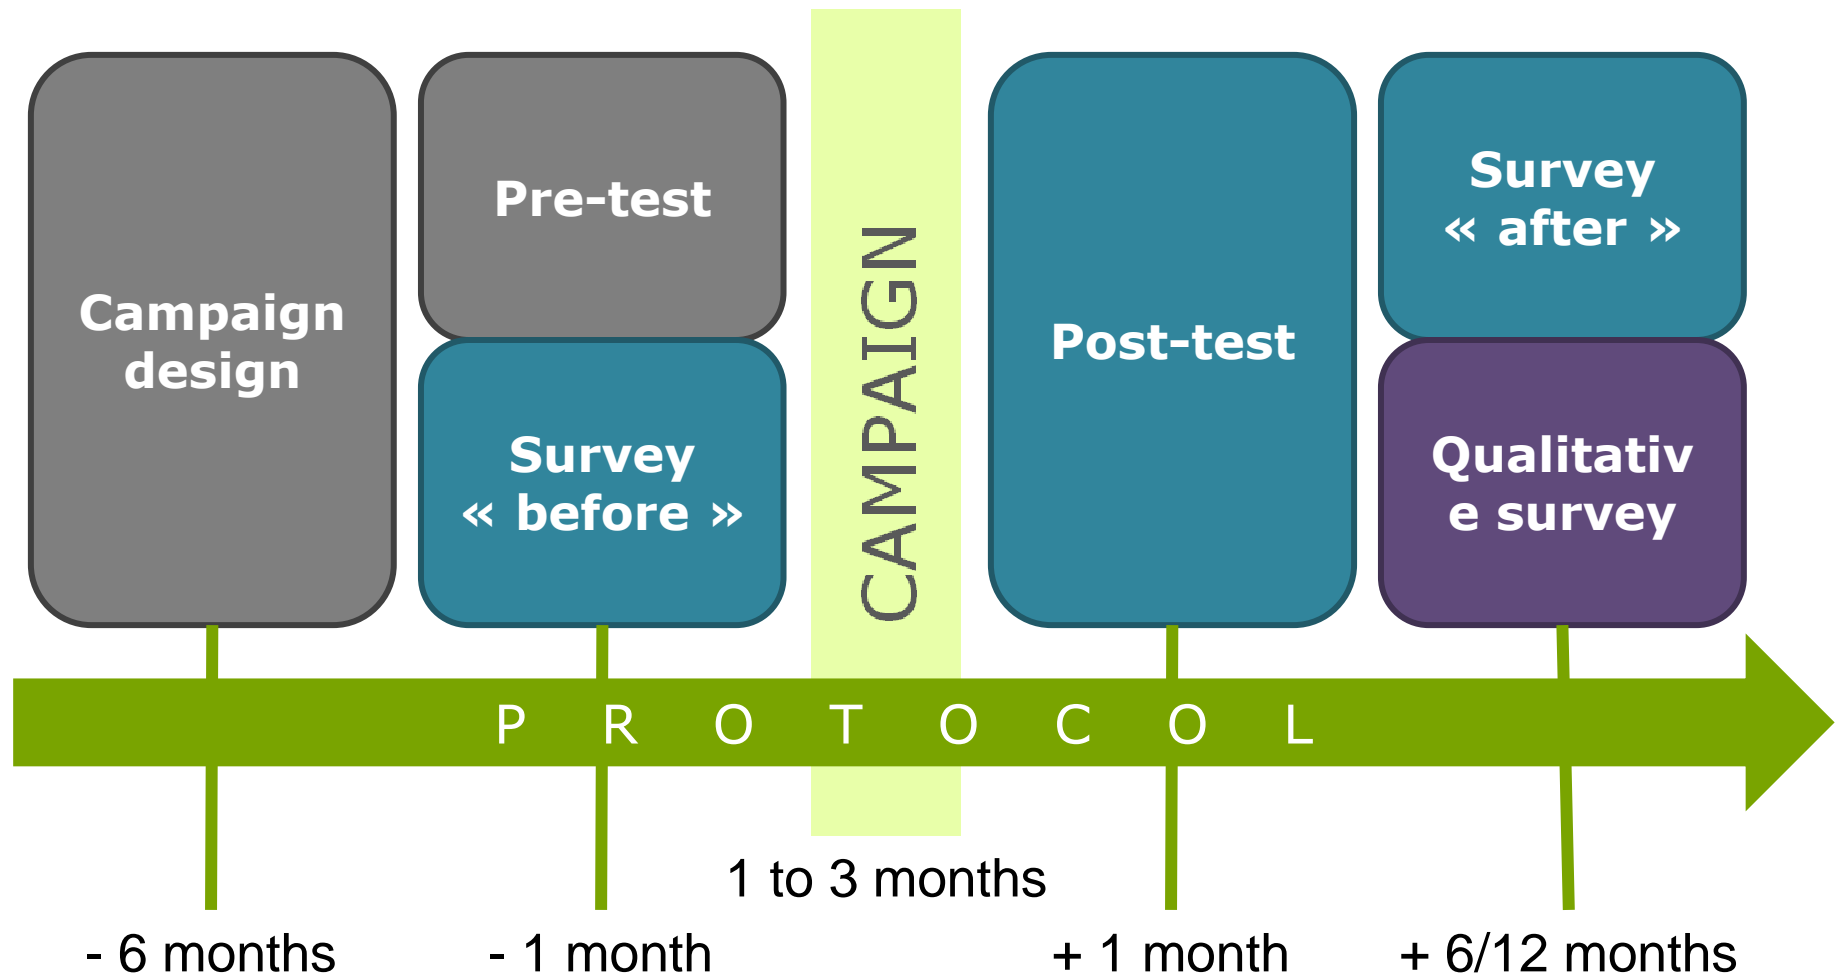 Campaign
design
Pre-test
Survey
« before »
CAMPAIGN
Post-test
Survey
« after »
Qualitativ
e survey
P R O T O C O L
1 to 3 months
- 6 months
- 1 month
+ 1 month
+ 6/12 months